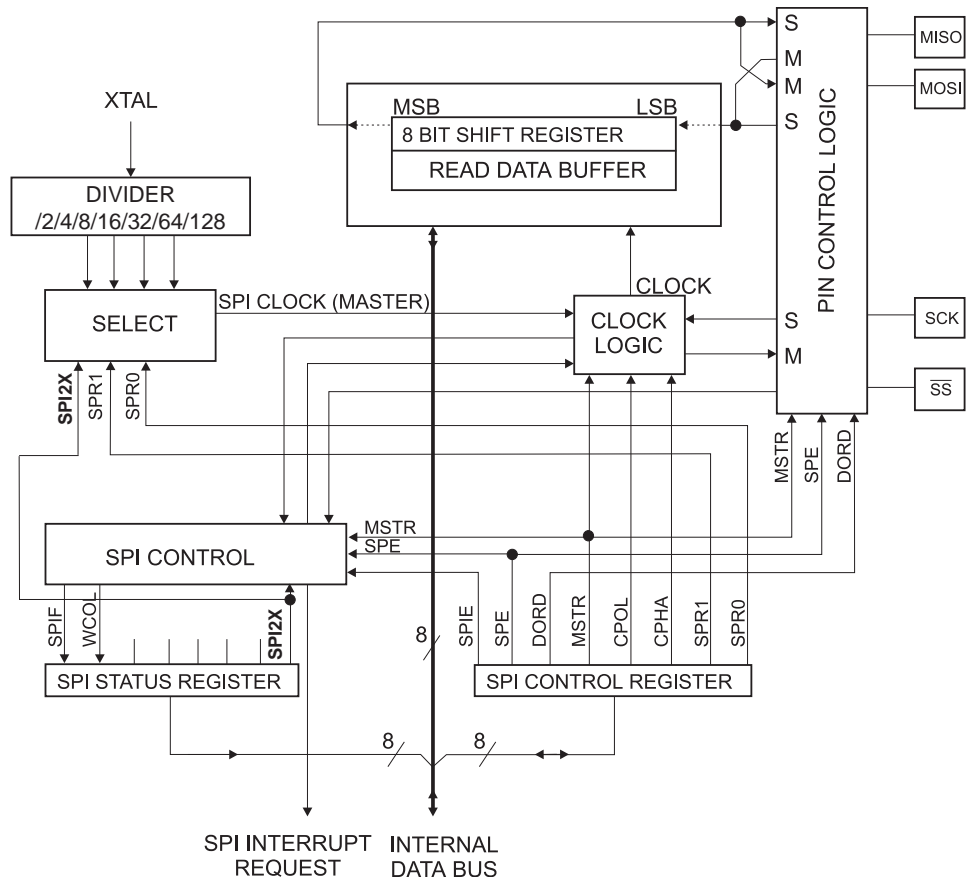 S
MISO
M
XTAL
MSB
LSB
M
MOSI
8 BIT SHIFT REGISTER
S
READ DATA BUFFER
DIVIDER
/2/4/8/16/32/64/128
PIN CONTROL LOGIC
SPI CLOCK (MASTER)
CLOCK
SELECT
CLOCK
LOGIC
S
SCK
M
SPI2X
SPR1
SPR0
SS
MSTR
SPE
DORD
MSTR
SPE
SPI CONTROL
SPIF
WCOL
SPI2X
8
SPIE
SPE
DORD
MSTR
CPOL
CPHA
SPR1
SPR0
SPI STATUS REGISTER
SPI CONTROL REGISTER
8
8
SPI INTERRUPT
REQUEST
INTERNAL
DATA BUS